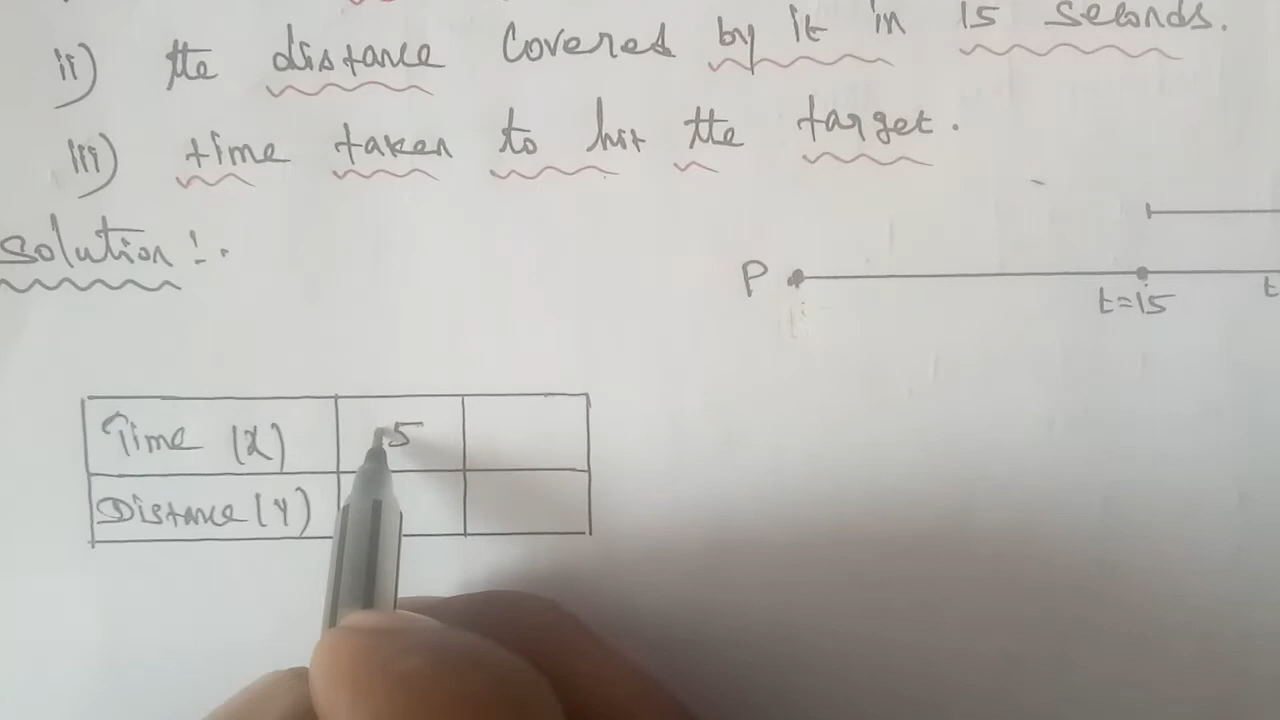 ii) the distance covered by it in 15 seconds.
iii) time taken to hit the target.
Solution :.
P
t=15
t
Time (X) 15
Distance (Y)